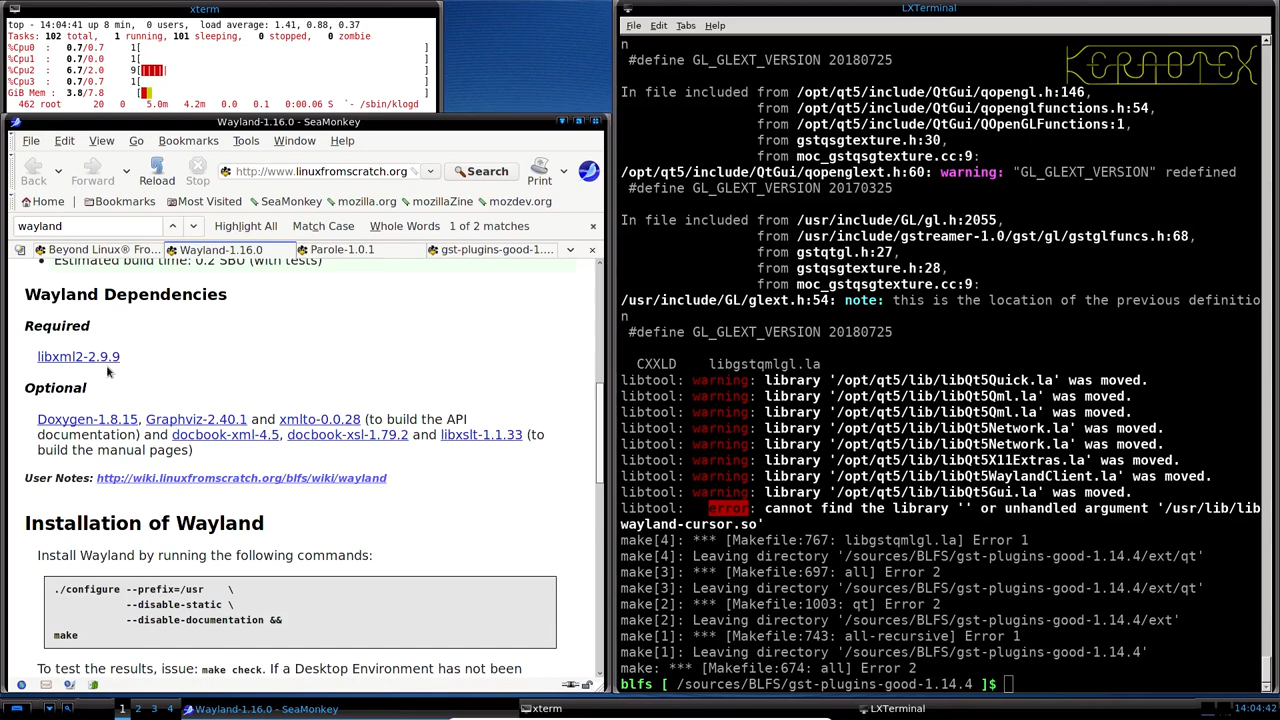 xterm
top - 14:04:41 up 8 min,  0 users,  load average: 1.41, 0.88, 0.37
Tasks: 102 total,   1 running, 101 sleeping,   0 stopped,   0 zombie
%Cpu0  :   0.7/0.7     1[                    ]
%Cpu1  :   0.0/0.7     1[                    ]
%Cpu2  :   6.7/2.0     9[||||                ]
%Cpu3  :   0.7/0.7     1[                    ]
GiB Mem :  3.8/7.8      [                    ]
462 root      20   0    5.0m   4.2m   0.0   0.1   0:00.06 S  `- /sbin/klogd
Wayland-1.16.0 - SeaMonkey
File Edit View Go Bookmarks Tools Window Help
Back Forward Reload Stop http://www.linuxfromscratch.org Search Print
Home Bookmarks Most Visited SeaMonkey mozilla.org mozillaZine mozdev.org
wayland Highlight All Match Case Whole Words 1 of 2 matches
Beyond Linux® Fro... Wayland-1.16.0 Parole-1.0.1 gst-plugins-good-1....
Estimated build time: 0.2 SBU (with tests)
Wayland Dependencies
Required
libxml2-2.9.9
Optional
Doxygen-1.8.15, Graphviz-2.40.1 and xmlto-0.0.28 (to build the API
documentation) and docbook-xml-4.5, docbook-xsl-1.79.2 and libxslt-1.1.33 (to
build the manual pages)
User Notes: http://wiki.linuxfromscratch.org/blfs/wiki/wayland
Installation of Wayland
Install Wayland by running the following commands:
./configure --prefix=/usr    \
--disable-static \
--disable-documentation &&
make
To test the results, issue: make check. If a Desktop Environment has not been
LXTerminal
File Edit Tabs Help
KERAOTEX
n
#define GL_GLEXT_VERSION 20180725
In file included from /opt/qt5/include/QtGui/qopengl.h:146,
from /opt/qt5/include/QtGui/qopenglfunctions.h:54,
from /opt/qt5/include/QtGui/QOpenGLFunctions:1,
from gstqsgtexture.h:30,
from moc_gstqsgtexture.cc:9:
/opt/qt5/include/QtGui/qopenglext.h:60: warning: "GL_GLEXT_VERSION" redefined
#define GL_GLEXT_VERSION 20170325
In file included from /usr/include/GL/gl.h:2055,
from /usr/include/gstreamer-1.0/gst/gl/gstglfuncs.h:68,
from gstqtgl.h:27,
from gstqsgtexture.h:28,
from moc_gstqsgtexture.cc:9:
/usr/include/GL/glext.h:54: note: this is the location of the previous definitio
n
#define GL_GLEXT_VERSION 20180725
CXXLD    libgstqmlgl.la
libtool: warning: library '/opt/qt5/lib/libQt5Quick.la' was moved.
libtool: warning: library '/opt/qt5/lib/libQt5Qml.la' was moved.
libtool: warning: library '/opt/qt5/lib/libQt5Qml.la' was moved.
libtool: warning: library '/opt/qt5/lib/libQt5Network.la' was moved.
libtool: warning: library '/opt/qt5/lib/libQt5Network.la' was moved.
libtool: warning: library '/opt/qt5/lib/libQt5X11Extras.la' was moved.
libtool: warning: library '/opt/qt5/lib/libQt5WaylandClient.la' was moved.
libtool: warning: library '/opt/qt5/lib/libQt5Gui.la' was moved.
libtool:   error: cannot find the library '' or unhandled argument '/usr/lib/lib
wayland-cursor.so'
make[4]: *** [Makefile:767: libgstqmlgl.la] Error 1
make[4]: Leaving directory '/sources/BLFS/gst-plugins-good-1.14.4/ext/qt'
make[3]: *** [Makefile:697: all] Error 2
make[3]: Leaving directory '/sources/BLFS/gst-plugins-good-1.14.4/ext/qt'
make[2]: *** [Makefile:1003: qt] Error 2
make[2]: Leaving directory '/sources/BLFS/gst-plugins-good-1.14.4/ext'
make[1]: *** [Makefile:743: all-recursive] Error 1
make[1]: Leaving directory '/sources/BLFS/gst-plugins-good-1.14.4'
make: *** [Makefile:674: all] Error 2
blfs [ /sources/BLFS/gst-plugins-good-1.14.4 ]$
1 2 3 4 Wayland-1.16.0 - SeaMonkey xterm LXTerminal 14:04:42